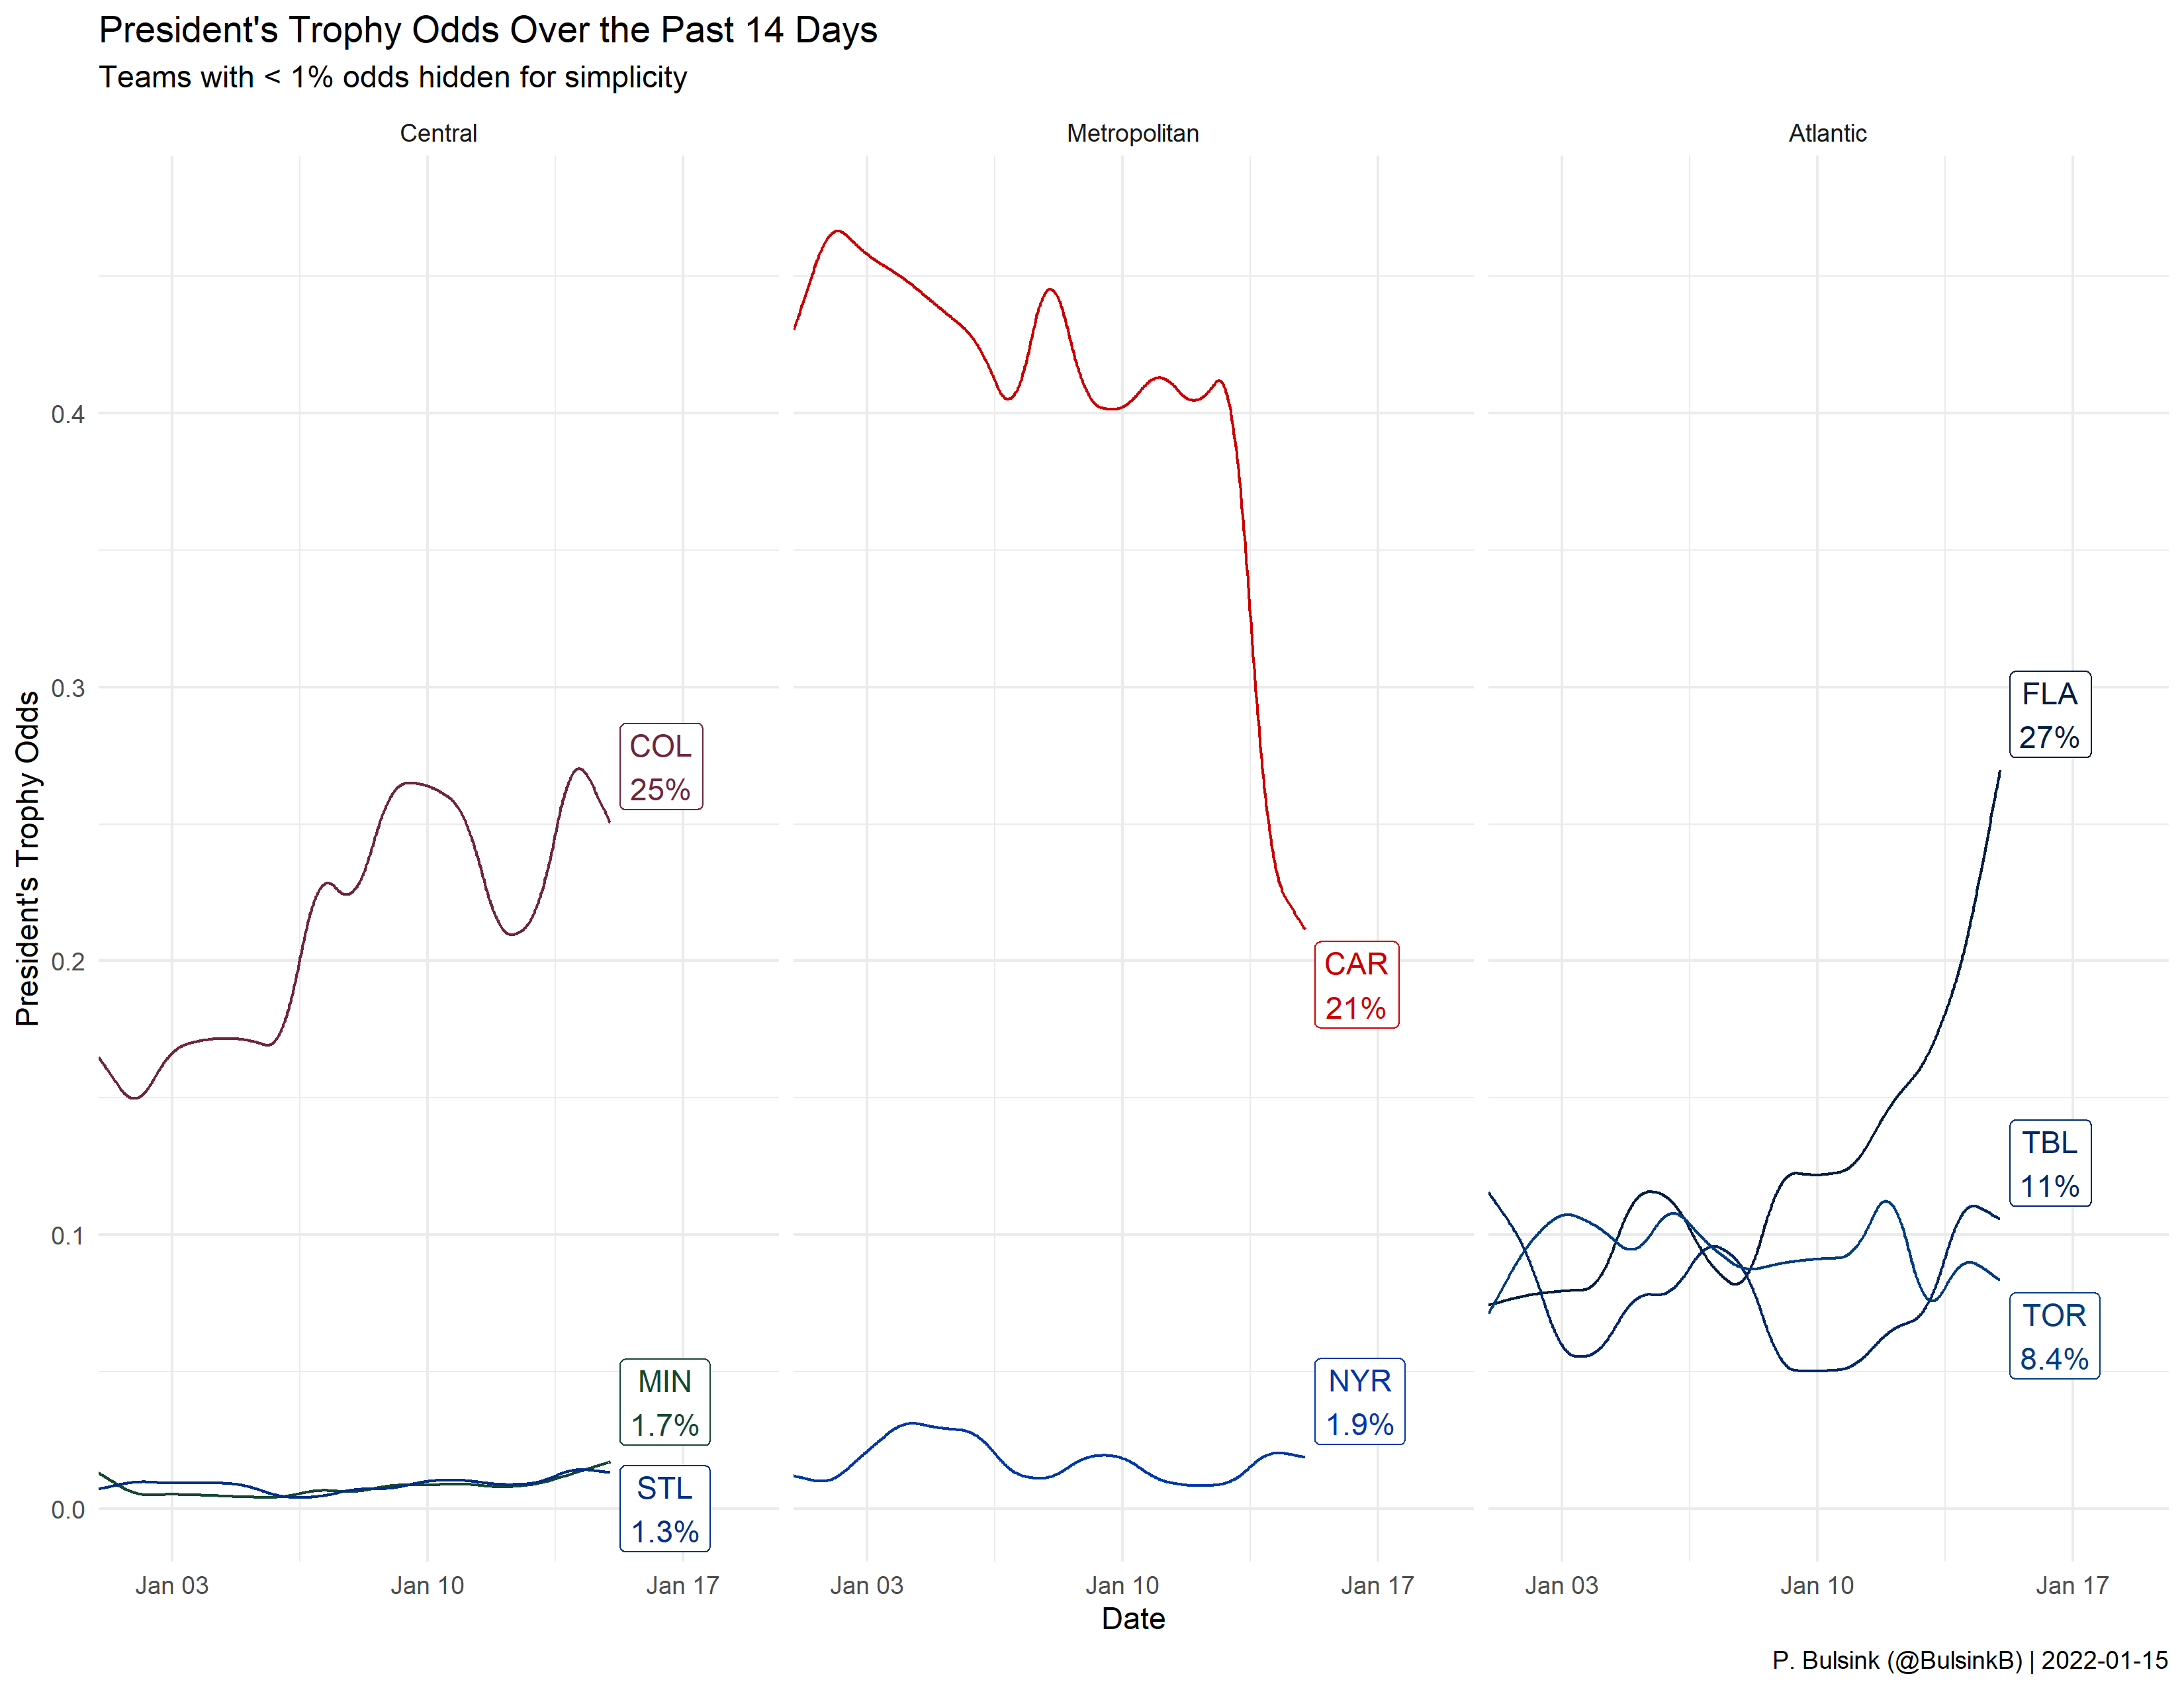 President's Trophy Odds Over the Past 14 Days
Teams with < 1% odds hidden for simplicity
Central
Metropolitan
Atlantic
President's Trophy Odds
0.4
0.3
0.2
0.1
0.0
COL
25%
MIN
1.7%
STL
1.3%
CAR
21%
NYR
1.9%
FLA
27%
TBL
11%
TOR
8.4%
Jan 03
Jan 10
Jan 17
Jan 03
Jan 10
Jan 17
Jan 03
Jan 10
Jan 17
Date
P. Bulsink (@BulsinkB) | 2022-01-15